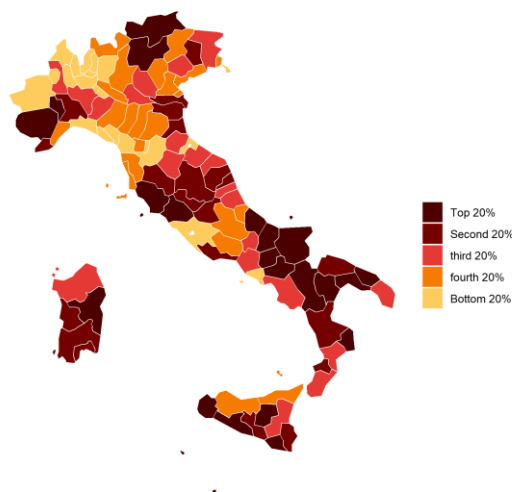 Top 20%
Second 20%
third 20%
fourth 20%
Bottom 20%